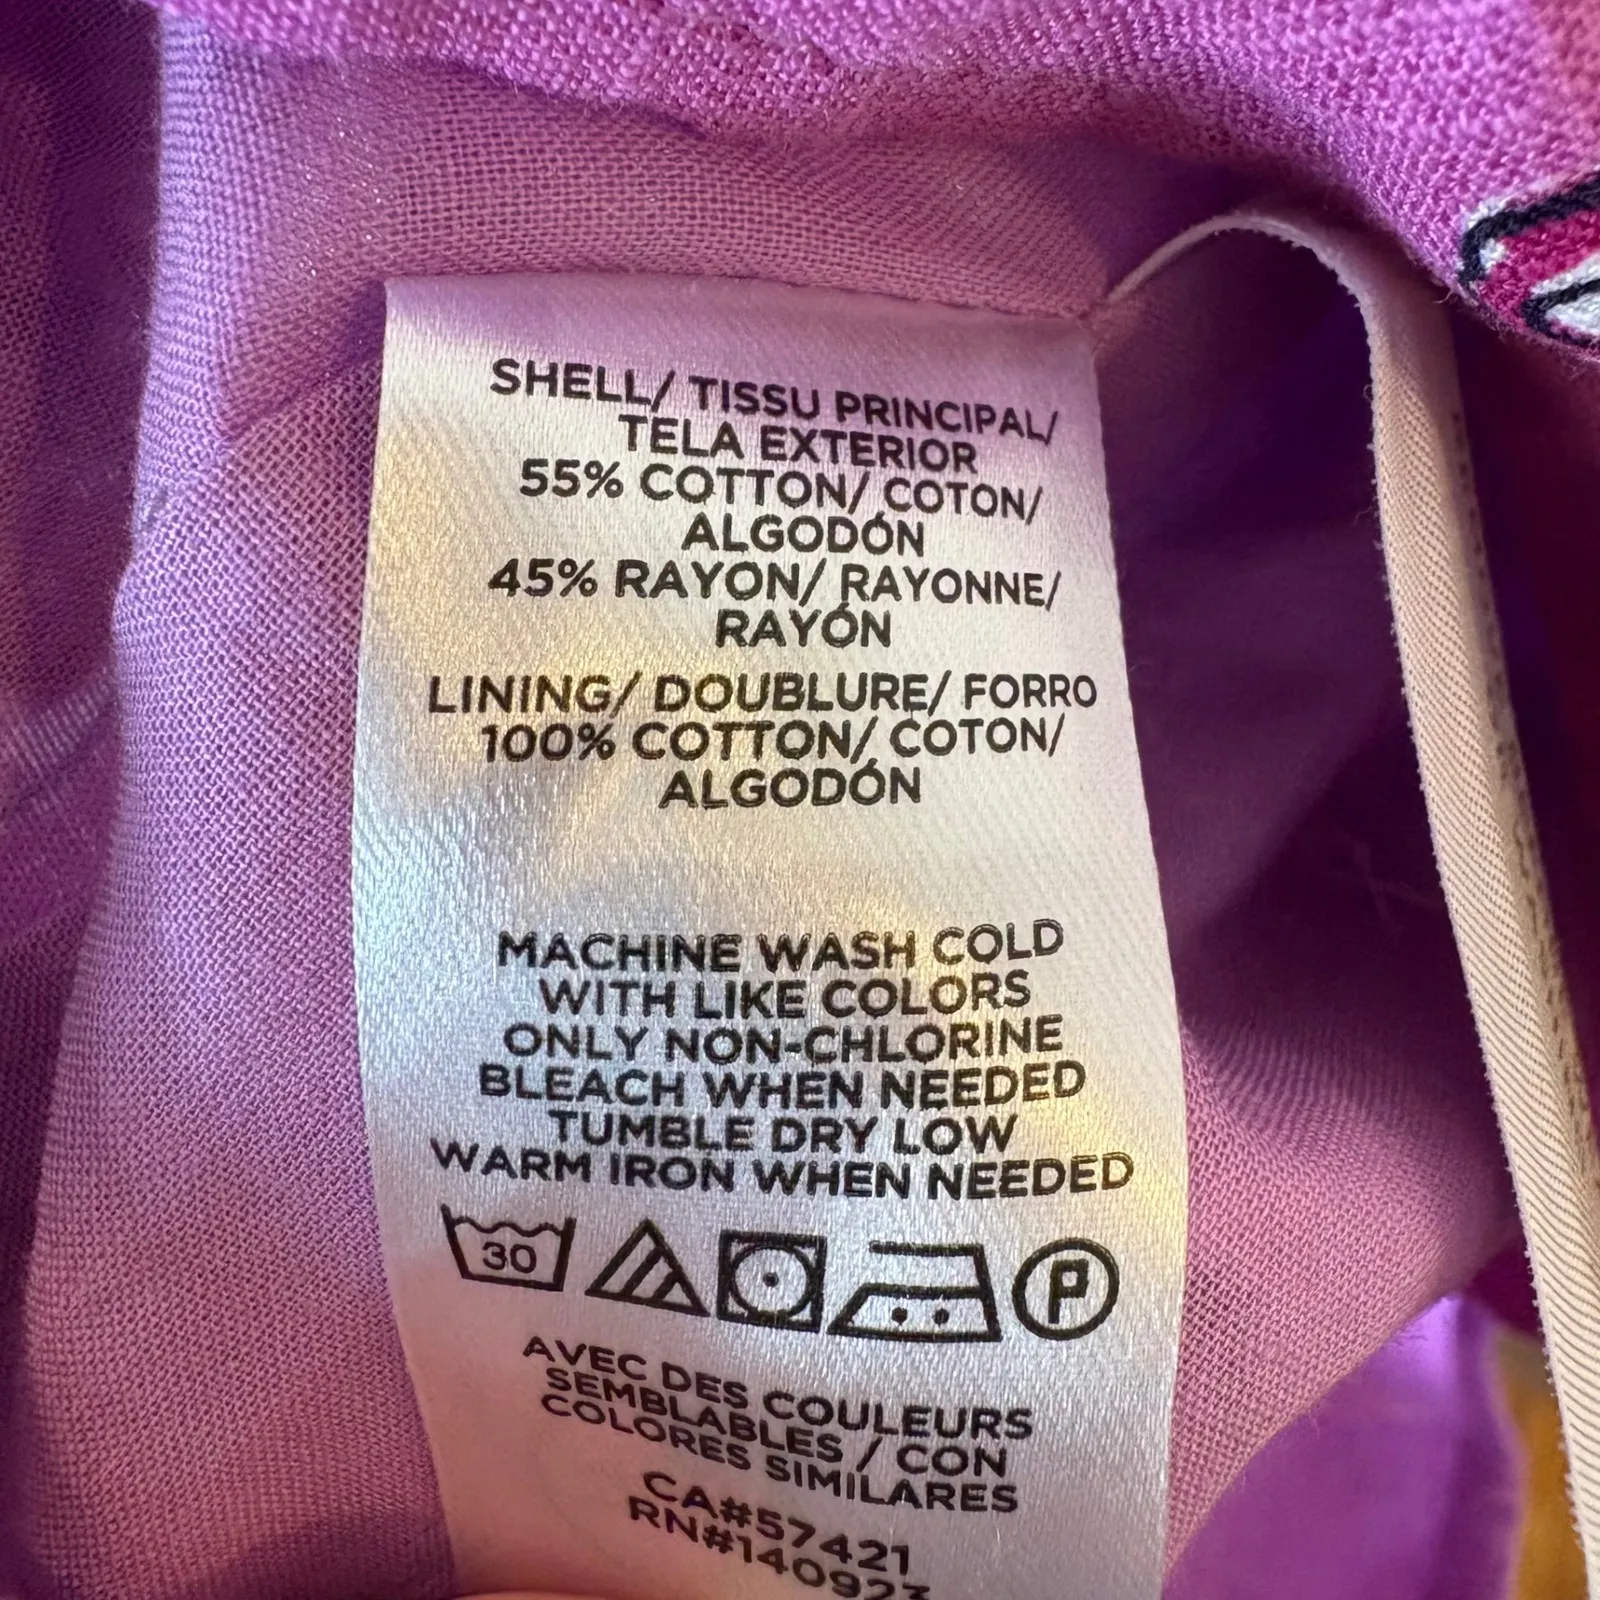 SHELL/ TISSU PRINCIPAL/
TELA EXTERIOR
55% COTTON/ COTON/
ALGODÓN
45% RAYON/ RAYONNE/
RAYÓN
LINING/ DOUBLURE/ FORRO
100% COTTON/ COTON/
ALGODÓN
MACHINE WASH COLD
WITH LIKE COLORS
ONLY NON-CHLORINE
BLEACH WHEN NEEDED
TUMBLE DRY LOW
WARM IRON WHEN NEEDED
30 P
AVEC DES COULEURS
SEMBLABLES / CON
COLORES SIMILARES
CA#57421
RN#140923